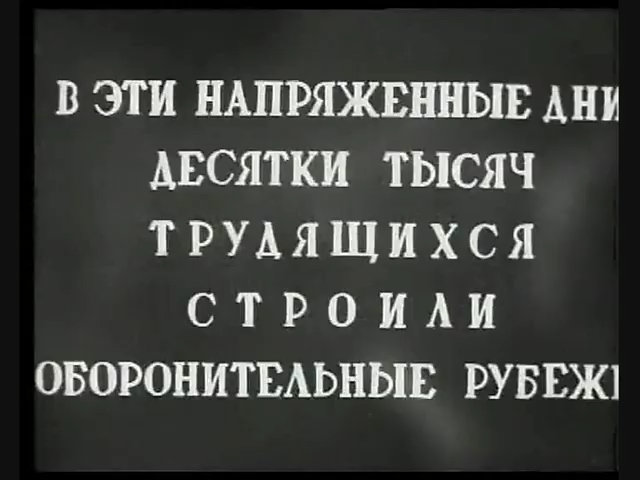 В ЭТИ НАПРЯЖЕННЫЕ ДНИ
ДЕСЯТКИ ТЫСЯЧ
ТРУДЯЩИХСЯ
СТРОИЛИ
ОБОРОНИТЕЛЬНЫЕ РУБЕЖИ